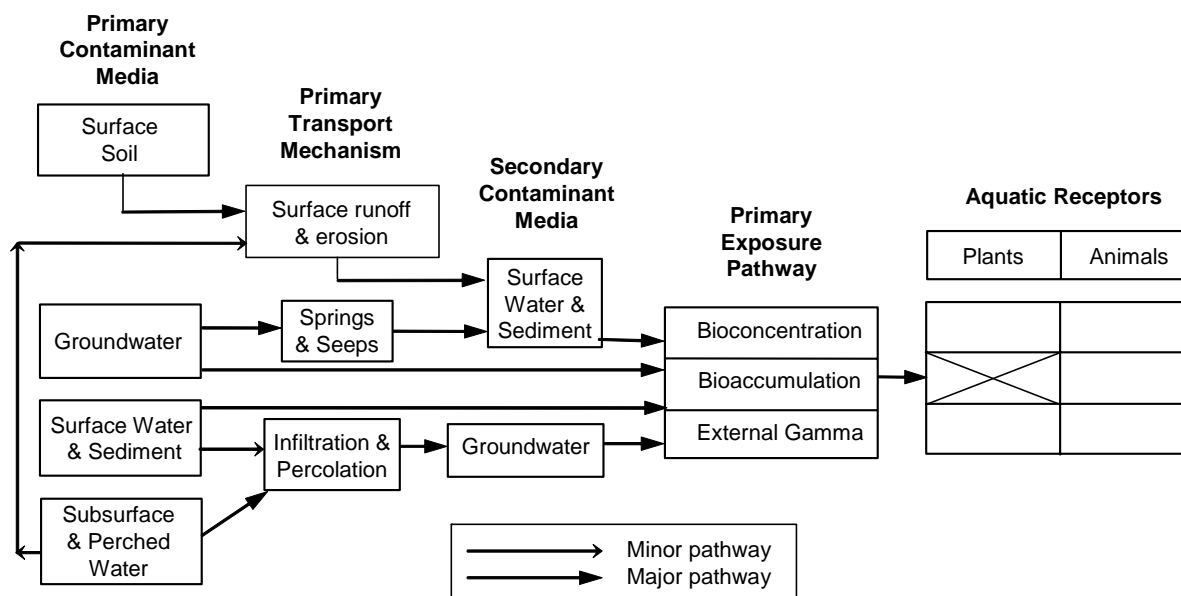 Primary
Contaminant
Media
Surface
Soil
Primary
Transport
Mechanism
Surface runoff
& erosion
Secondary
Contaminant
Media
Surface
Water &
Sediment
Primary
Exposure
Pathway
Aquatic Receptors
Plants
Animals
Groundwater
Springs
& Seeps
Bioconcentration
Bioaccumulation
External Gamma
Surface Water
& Sediment
Infiltration &
Percolation
Groundwater
Subsurface
& Perched
Water
Minor pathway
Major pathway